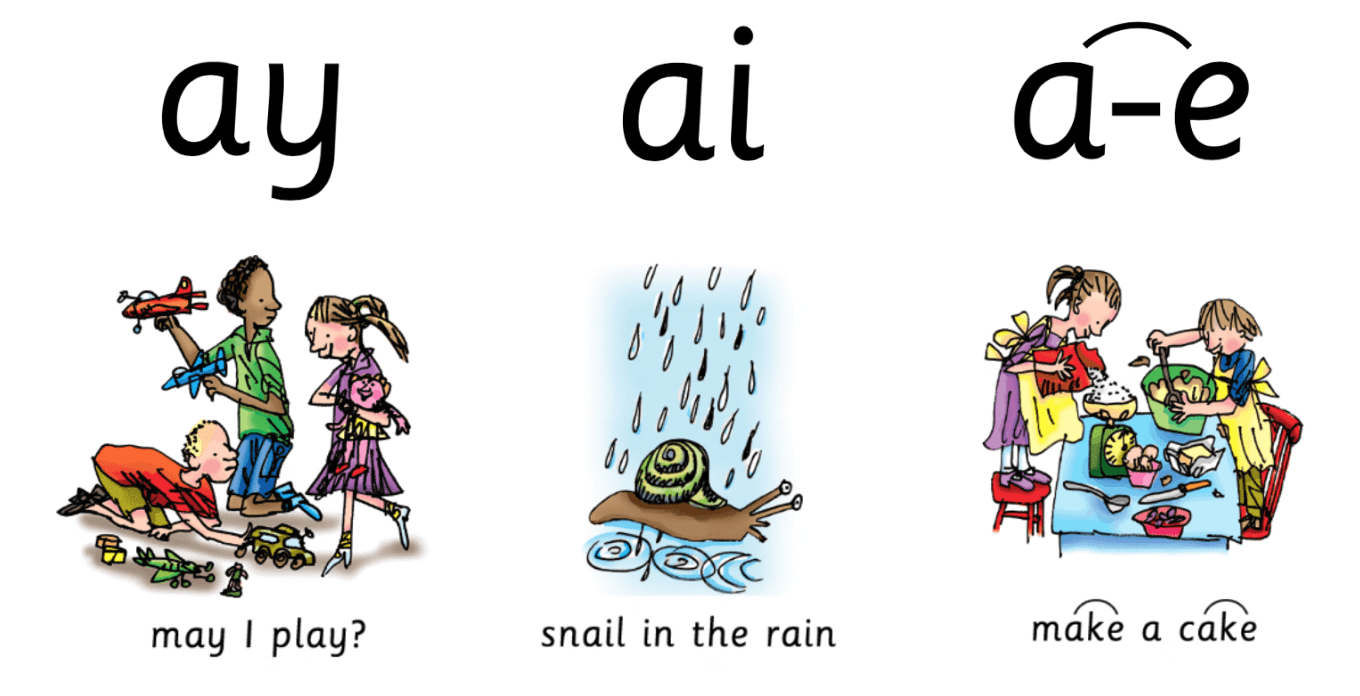 ay
ai
a-e
may I play?
snail in the rain
make a cake